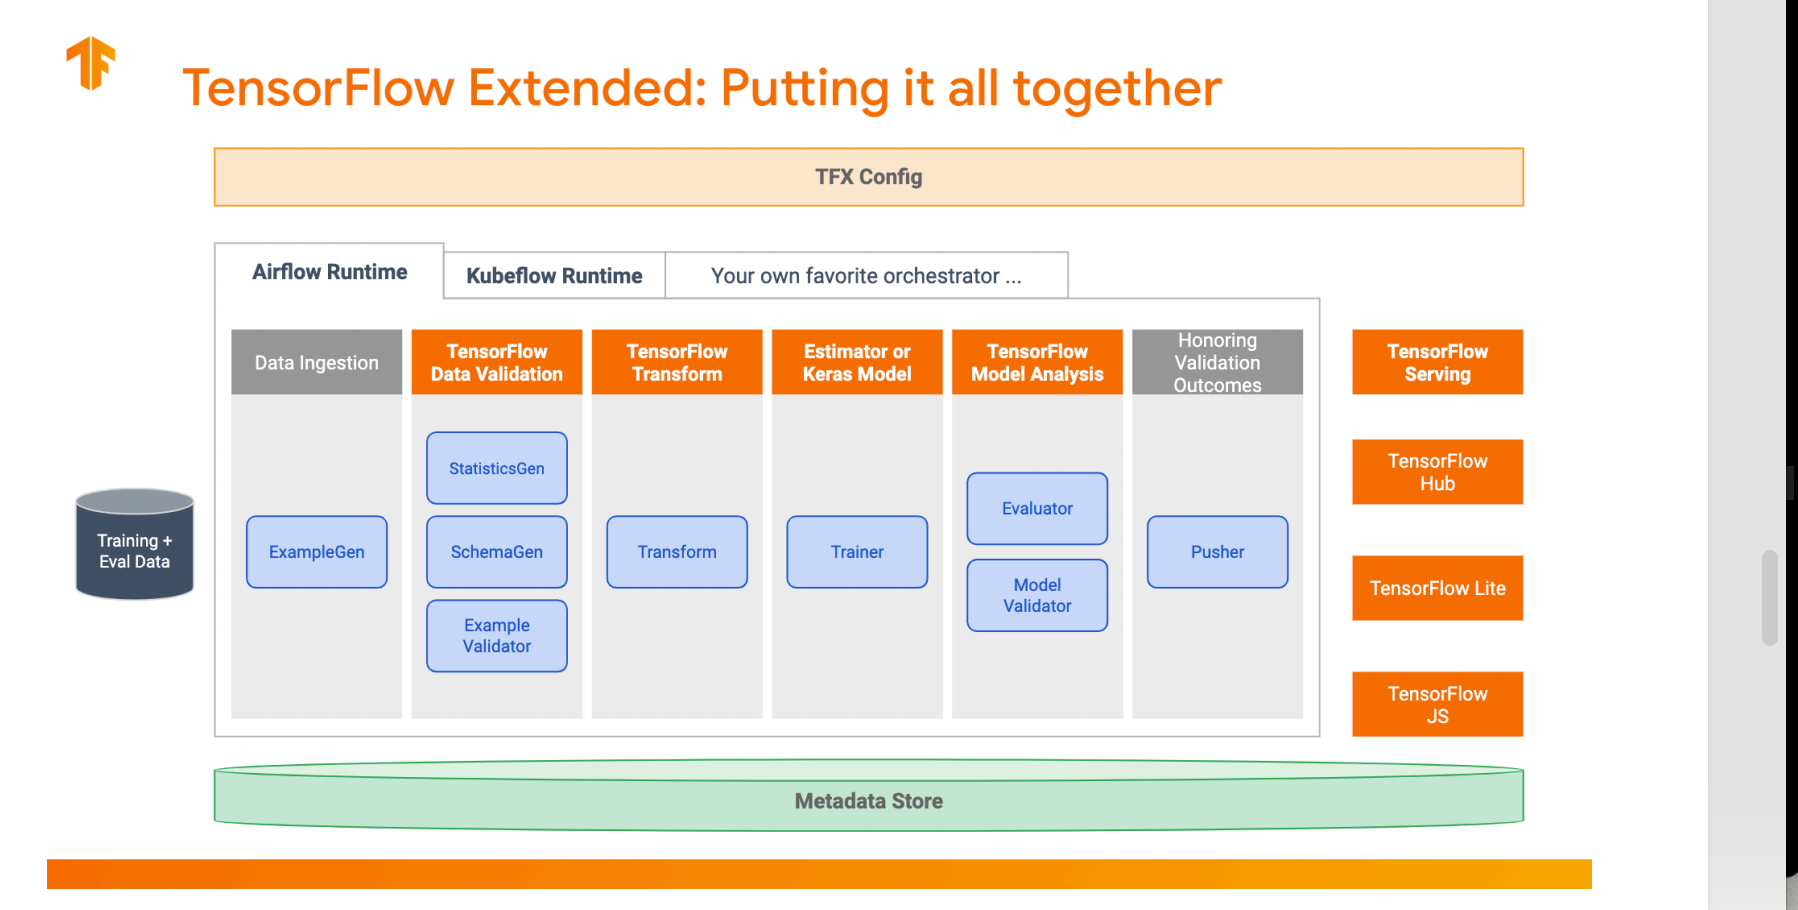 TensorFlow Extended: Putting it all together
TFX Config
Airflow Runtime
Kubeflow Runtime
Your own favorite orchestrator ...
Data Ingestion
TensorFlow
Data Validation
TensorFlow
Transform
Estimator or
Keras Model
TensorFlow
Model Analysis
Honoring
Validation
Outcomes
TensorFlow
Serving
Training +
Eval Data
ExampleGen
StatisticsGen
SchemaGen
Example
Validator
Transform
Trainer
Evaluator
Model
Validator
Pusher
TensorFlow
Hub
TensorFlow Lite
TensorFlow
JS
Metadata Store